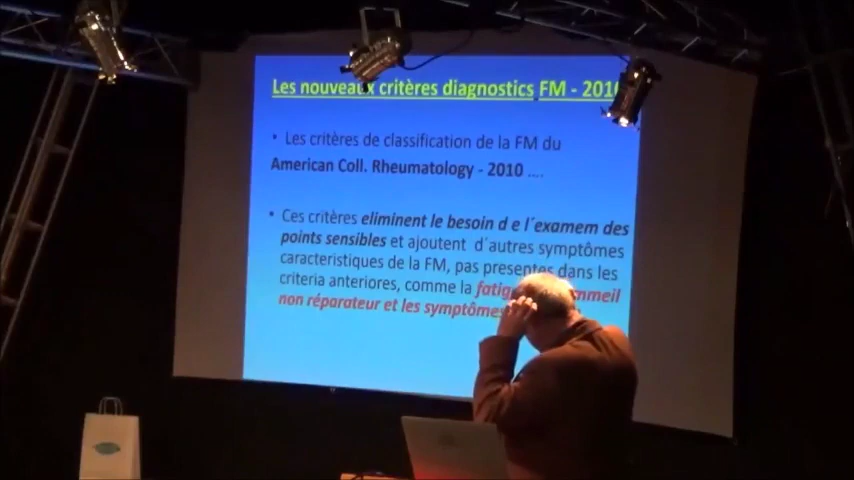 Les nouveaux critères diagnostics FM - 2010
• Les critères de classification de la FM du
American Coll. Rheumatology - 2010 ....
• Ces critères eliminent le besoin d e l´examem des
points sensibles et ajoutent d´autres symptômes
caracteristiques de la FM, pas presentes dans les
criteria anteriores, comme la
non réparateur et les symptômes